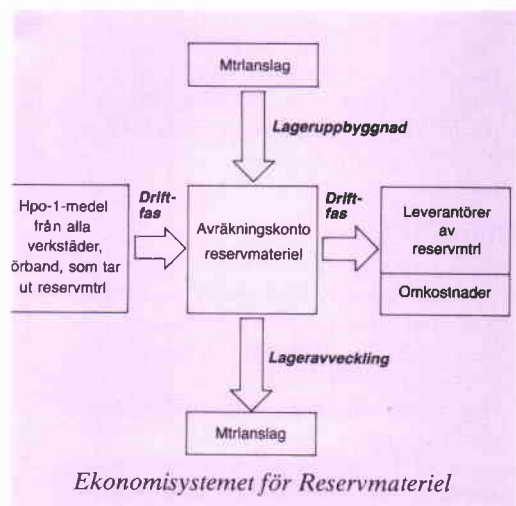 Mtrlanslag
Lageruppbyggnad
Hpo-1-medel
från alla
verkstäder,
örband, som tar
ut reservmtrl
Drift-
fas
Avräkningskonto
reservmateriel
Drift-
fas
Leverantörer
av
reservmtrl
Omkostnader
Lageravveckling
Mtrlanslag
Ekonomisystemet för Reservmateriel